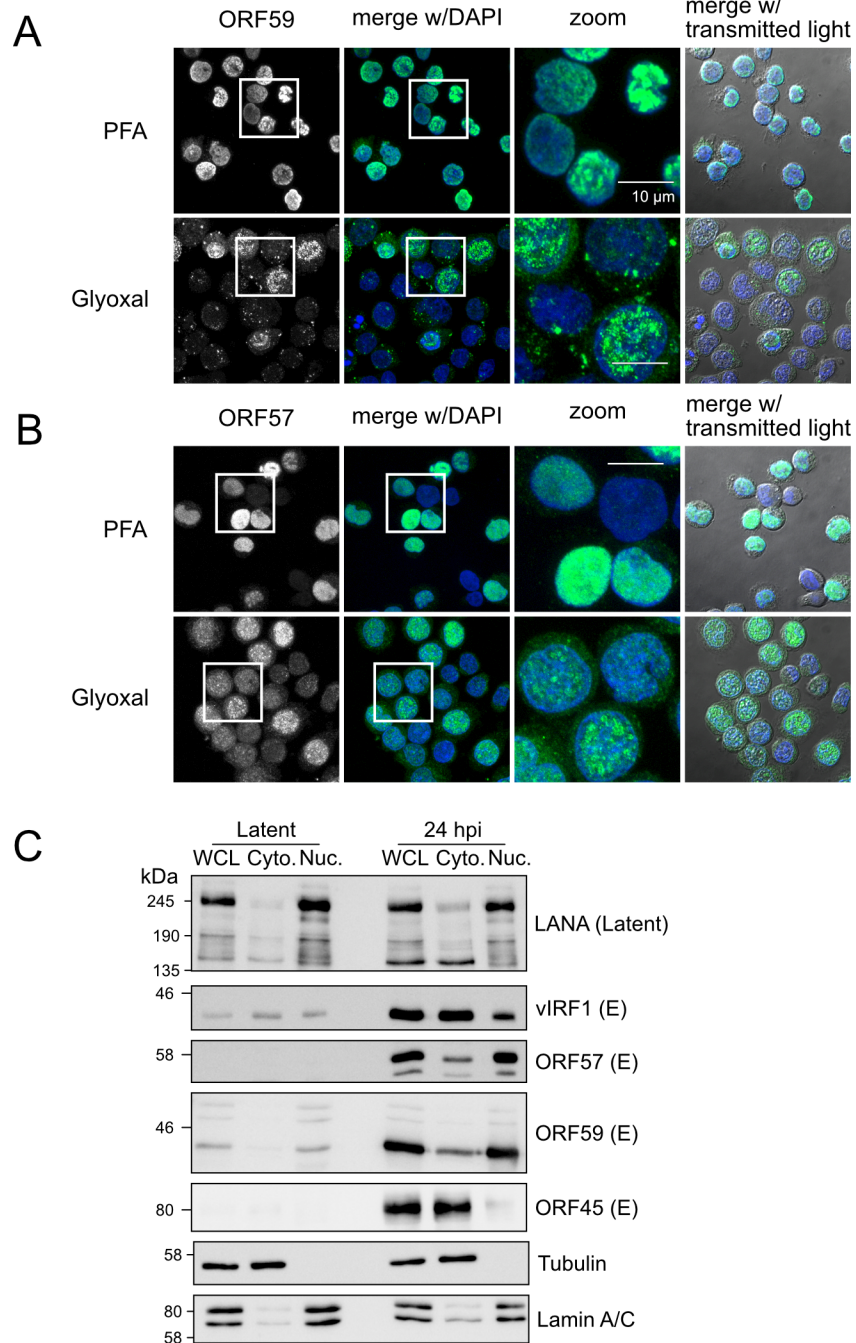 A
ORF59
merge w/DAPI
zoom
merge w/
transmitted light
PFA
10 µm
Glyoxal
B
ORF57
merge w/DAPI
zoom
merge w/
transmitted light
PFA
Glyoxal
C
Latent
24 hpi
WCL Cyto. Nuc.
WCL Cyto. Nuc.
kDa
245
190
135
LANA (Latent)
46
vIRF1 (E)
58
ORF57 (E)
46
ORF59 (E)
80
ORF45 (E)
58
Tubulin
80
58
Lamin A/C